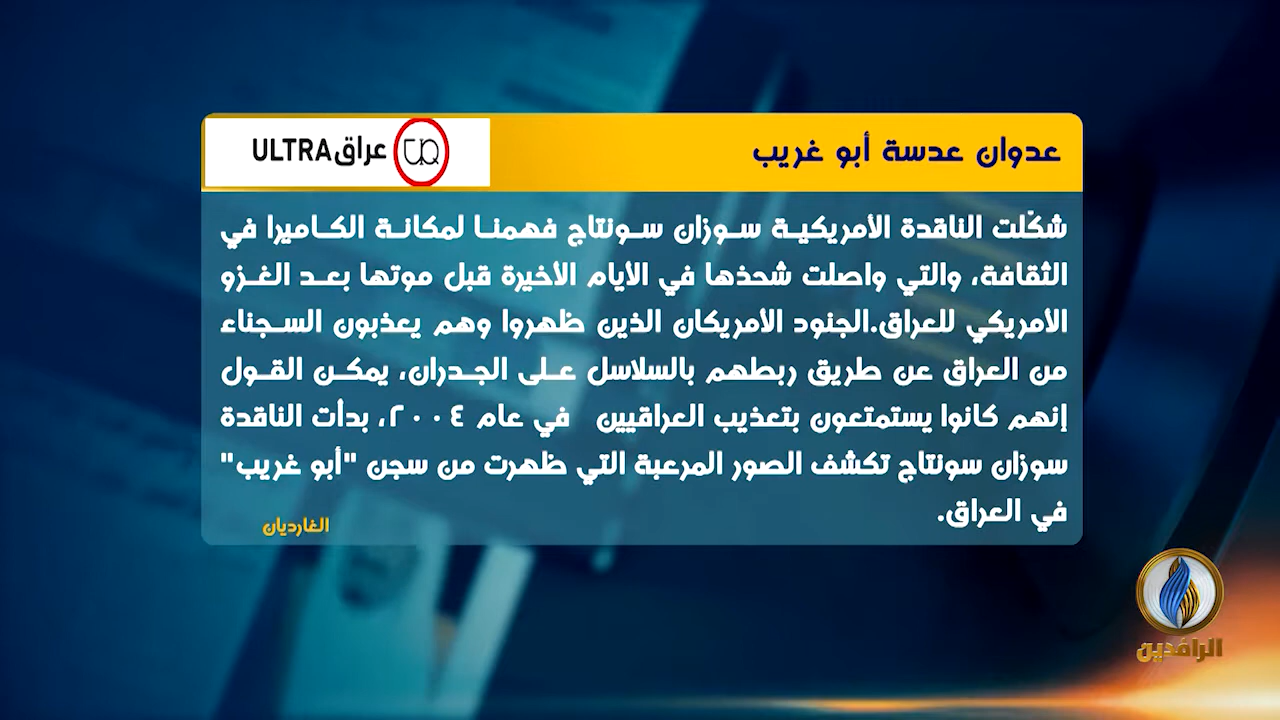 عدوان عدسة أبو غريب
عراق ULTRA
شكّلت الناقدة الأمريكية سوزان سونتاج فهمنا لمكانة الكاميرا في
الثقافة، والتي واصلت شحذها في الأيام الأخيرة قبل موتها بعد الغزو
الأمريكي للعراق.الجنود الأمريكان الذين ظهروا وهم يعذبون السجناء
من العراق عن طريق ربطهم بالسلاسل على الجدران، يمكن القول
إنهم كانوا يستمتعون بتعذيب العراقيين في عام ٢٠٠٤، بدأت الناقدة
سوزان سونتاج تكشف الصور المرعبة التي ظهرت من سجن "أبو غريب"
في العراق.
الغارديان
الرافدين